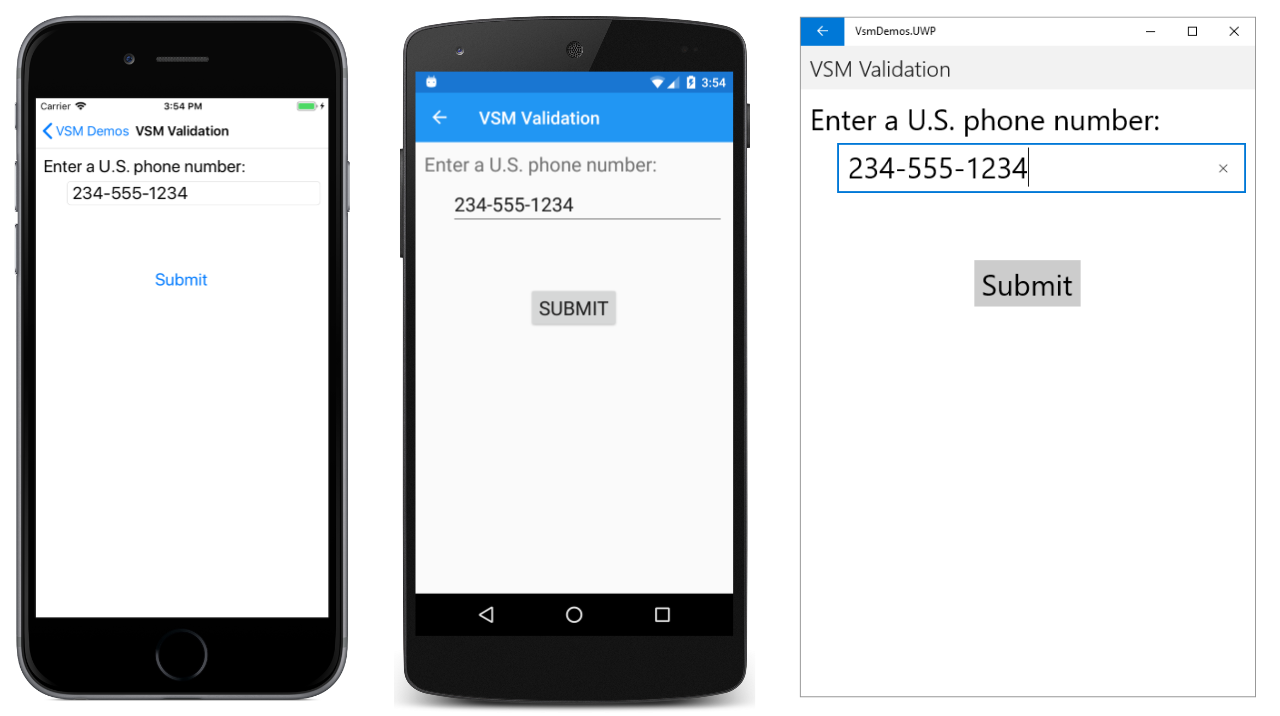 Carrier 3:54 PM
VSM Demos VSM Validation
Enter a U.S. phone number:
234-555-1234
Submit
3:54
VSM Validation
Enter a U.S. phone number:
234-555-1234
SUBMIT
VsmDemos.UWP
VSM Validation
Enter a U.S. phone number:
234-555-1234
Submit